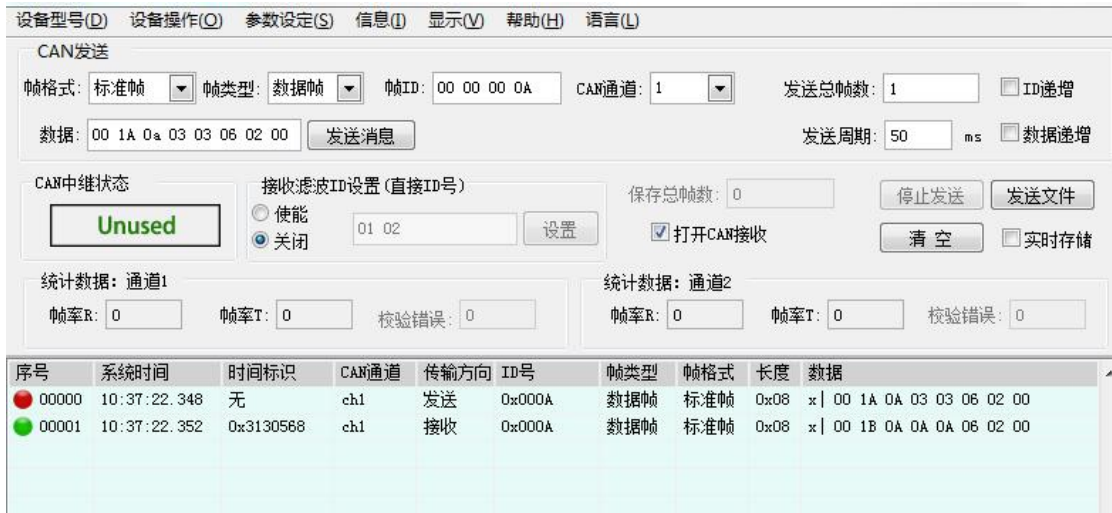 设备型号(D) 设备操作(O) 参数设定(S) 信息(I) 显示(V) 帮助(H) 语言(L)
CAN发送
帧格式: 标准帧 帧类型: 数据帧 帧ID: 00 00 00 0A CAN通道: 1 发送总帧数: 1 ID递增
数据: 00 1A 0a 03 03 06 02 00 发送消息 发送周期: 50 ms 数据递增
CAN中继状态 接收滤波ID设置(直接ID号) 保存总帧数: 0 停止发送 发送文件
Unused 使能 01 02 设置
关闭 打开CAN接收 清 空 实时存储
统计数据: 通道1 统计数据: 通道2
帧率R: 0 帧率T: 0 校验错误: 0 帧率R: 0 帧率T: 0 校验错误: 0
序号 系统时间 时间标识 CAN通道 传输方向 ID号 帧类型 帧格式 长度 数据
00000 10:37:22.348 无 ch1 发送 0x000A 数据帧 标准帧 0x08 x| 00 1A 0A 03 03 06 02 00
00001 10:37:22.352 0x3130568 ch1 接收 0x000A 数据帧 标准帧 0x08 x| 00 1B 0A 0A 0A 06 02 00